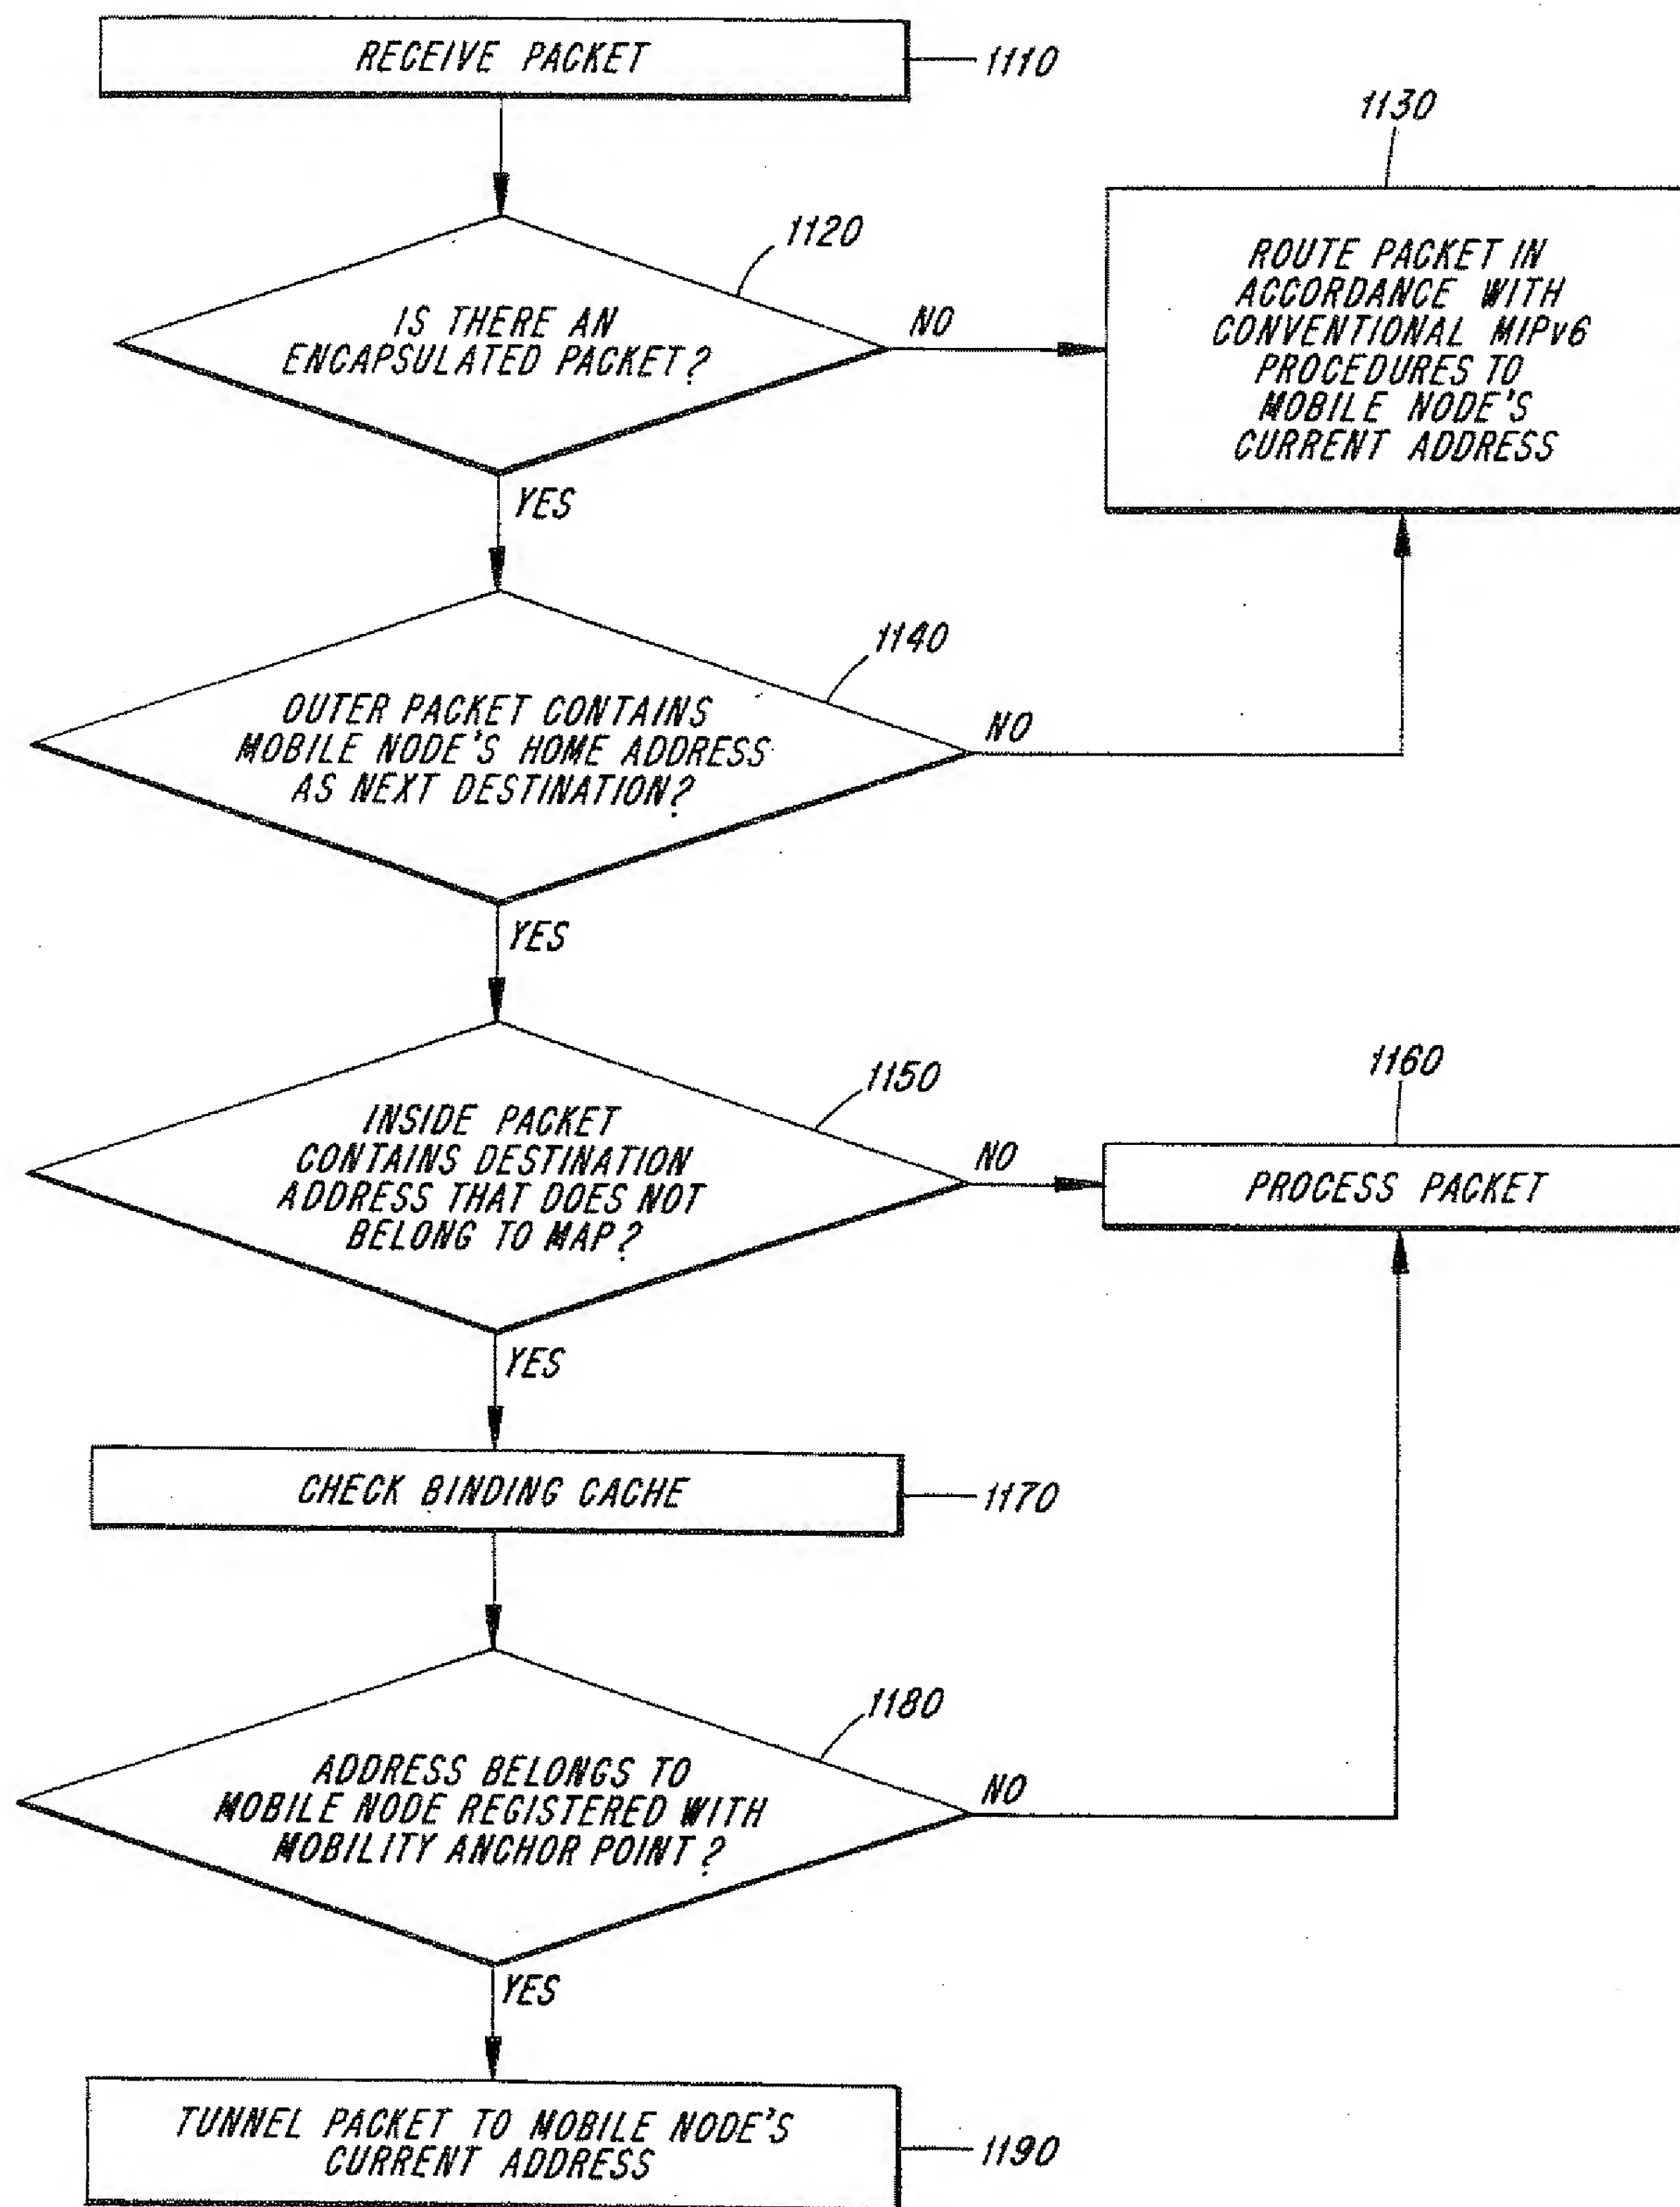 RECEIVE PACKET
1110
1130
1120
IS THERE AN
ENCAPSULATED PACKET?
NO
ROUTE PACKET IN
ACCORDANCE WITH
CONVENTIONAL MIPv6
PROCEDURES TO
MOBILE NODE'S
CURRENT ADDRESS
YES
1140
OUTER PACKET CONTAINS
MOBILE NODE'S HOME ADDRESS
AS NEXT DESTINATION?
NO
YES
1150
INSIDE PACKET
CONTAINS DESTINATION
ADDRESS THAT DOES NOT
BELONG TO MAP?
NO
1160
PROCESS PACKET
YES
CHECK BINDING CACHE
1170
1180
ADDRESS BELONGS TO
MOBILE NODE REGISTERED WITH
MOBILITY ANCHOR POINT?
NO
YES
TUNNEL PACKET TO MOBILE NODE'S
CURRENT ADDRESS
1190